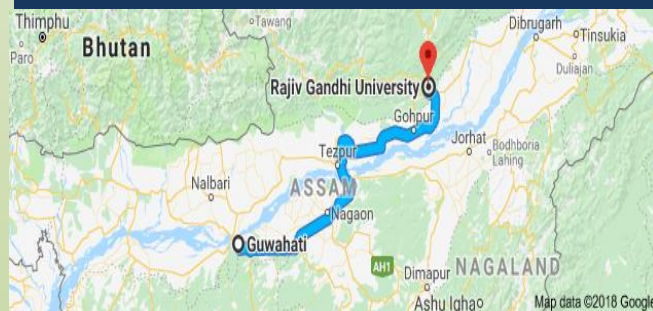 Thimphu
Paro
Bhutan
Tawang
Dibrugarh
Tinsukia
Duliajan
Rajiv Gandhi University
Gohpur
Jorhat
Bodhboria
Lahing
Tezpur
Nalbari
ASSAM
Nagaon
Guwahati
AH1
Dimapur
NAGALAND
Ashu Igha
Map data ©2018 Google